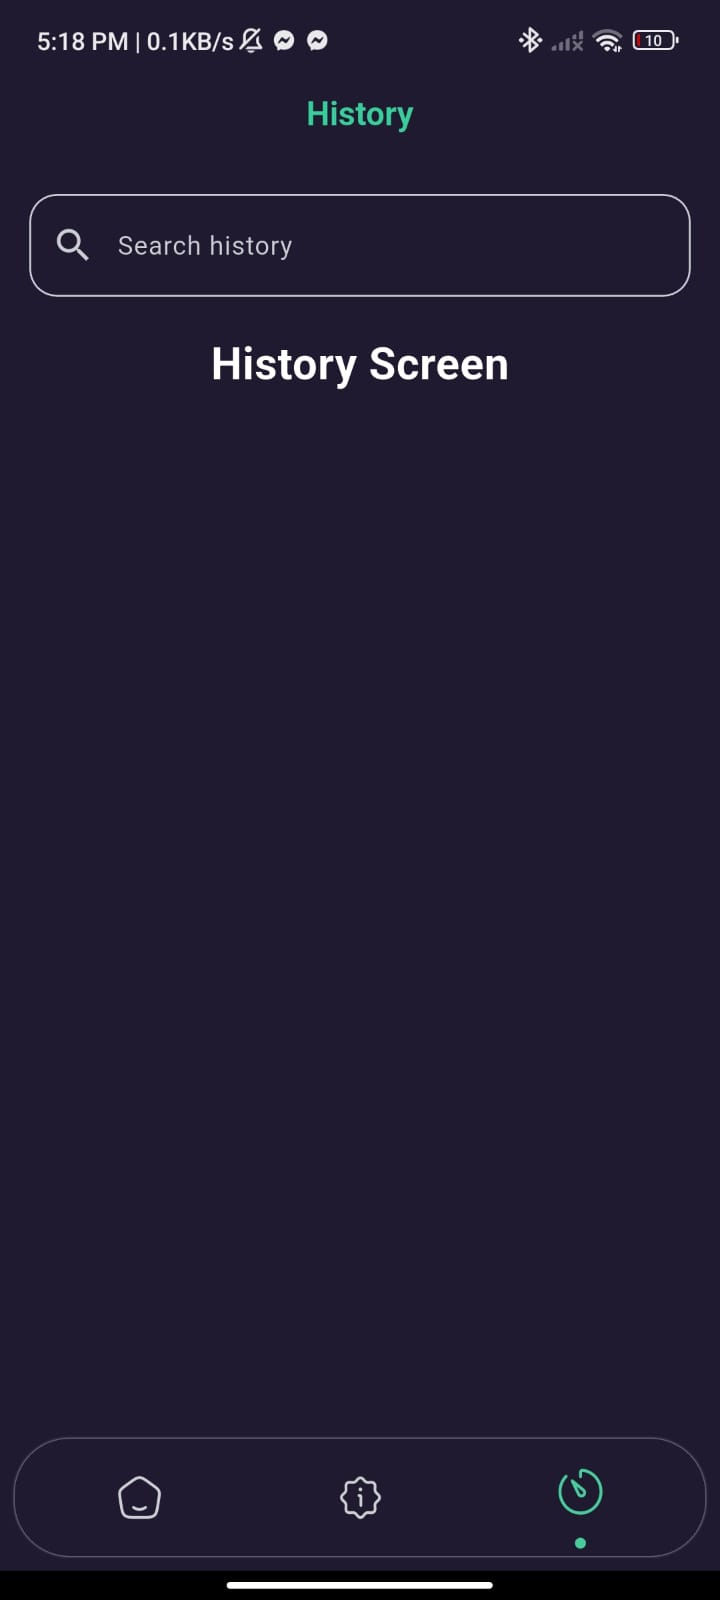 5:18 PM | 0.1KB/s 10
History
Search history
History Screen